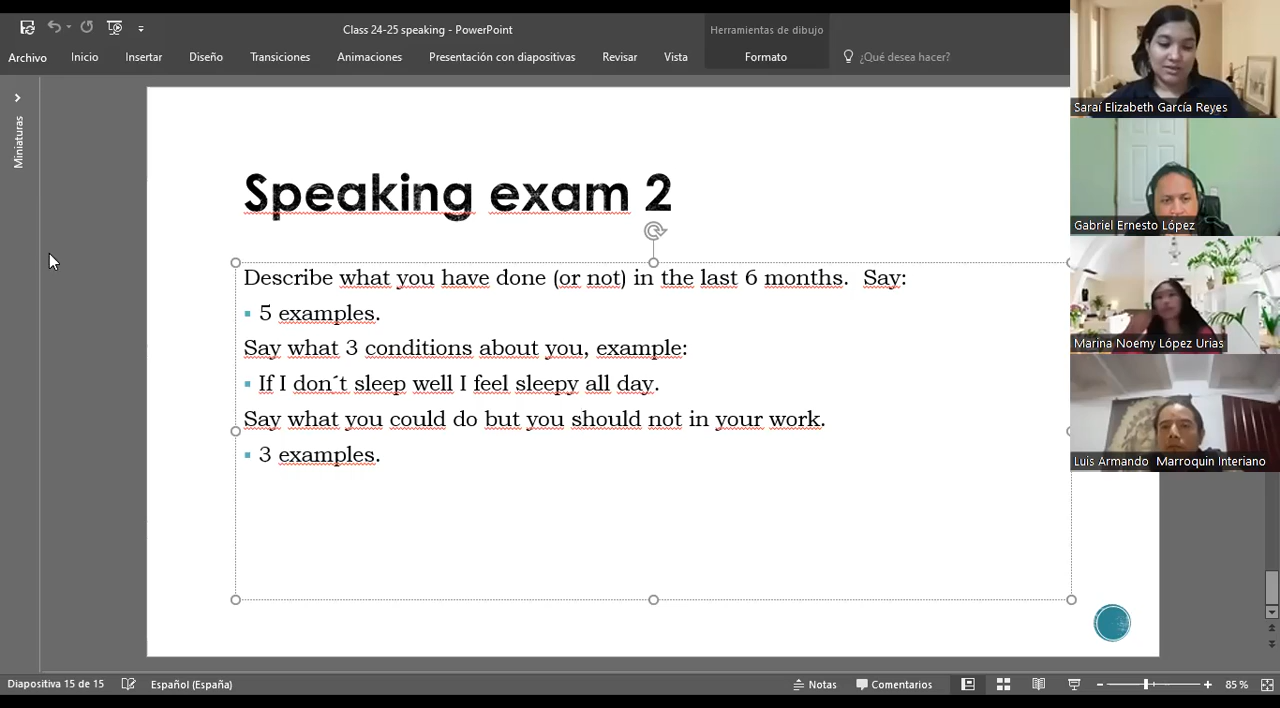 Class 24-25 speaking - PowerPoint
Herramientas de dibujo
Archivo Inicio Insertar Diseño Transiciones Animaciones Presentación con diapositivas Revisar Vista Formato ¿Qué desea hacer?
Miniaturas
Speaking exam 2
Describe what you have done (or not) in the last 6 months. Say:
▪ 5 examples.
Say what 3 conditions about you, example:
▪ If I don´t sleep well I feel sleepy all day.
Say what you could do but you should not in your work.
▪ 3 examples.
Saraí Elizabeth García Reyes
Gabriel Ernesto López
Marina Noemy López Urias
Luis Armando Marroquin Interiano
Diapositiva 15 de 15 Español (España) Notas Comentarios 85 %